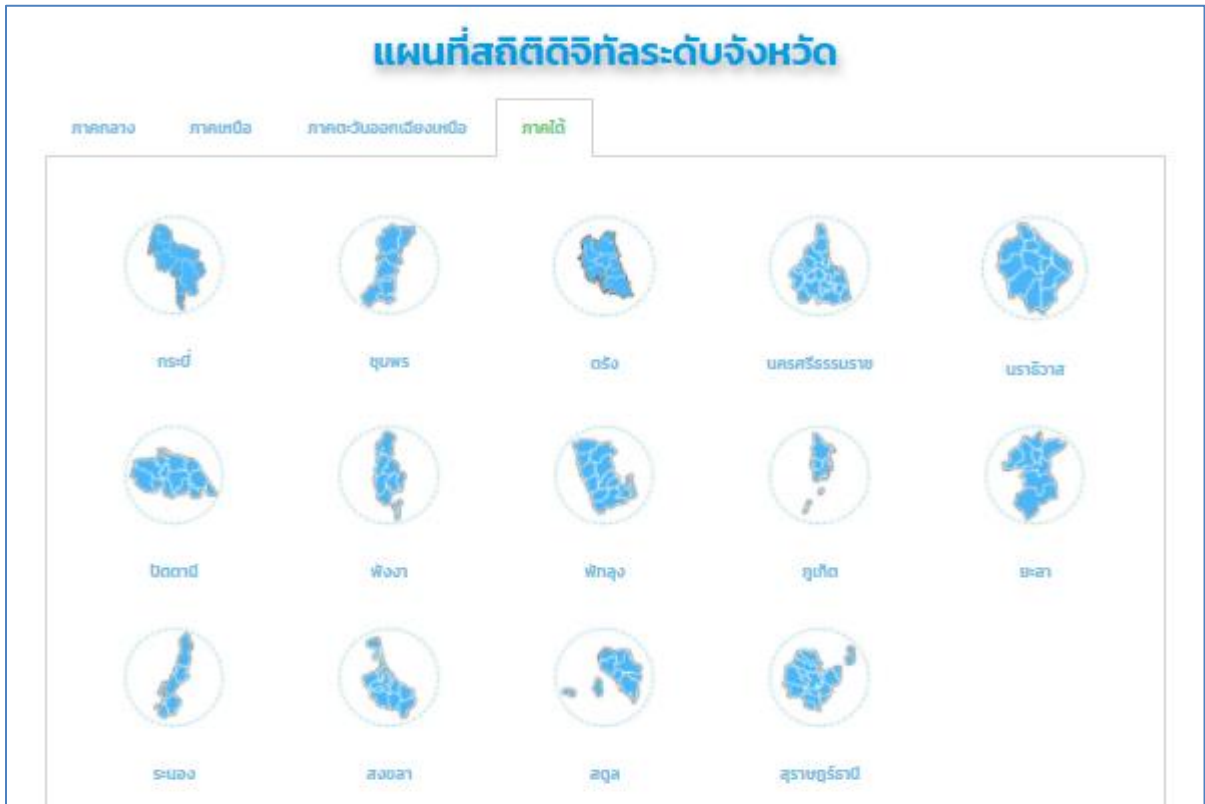 แผนที่สถิติดิจิทัลระดับจังหวัด
ภาคกลาง ภาคเหนือ ภาคตะวันออกเฉียงเหนือ ภาคใต้
กระบี่ ชุมพร ตรัง นครศรีธรรมราช นราธิวาส
ปัตตานี พังงา พัทลุง ภูเก็ต ยะลา
ระนอง สงขลา สตูล สุราษฎร์ธานี